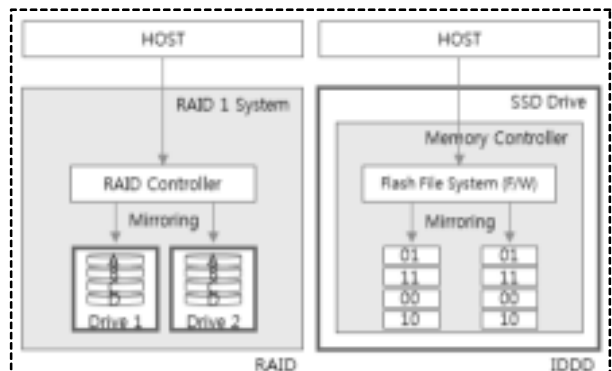 HOST
RAID 1 System
RAID Controller
Mirroring
A
B
C
D
Drive 1
A
B
C
D
Drive 2
RAID
HOST
SSD Drive
Memory Controller
Flash File System (F/W)
Mirroring
01
11
00
10
01
11
00
10
IDDD